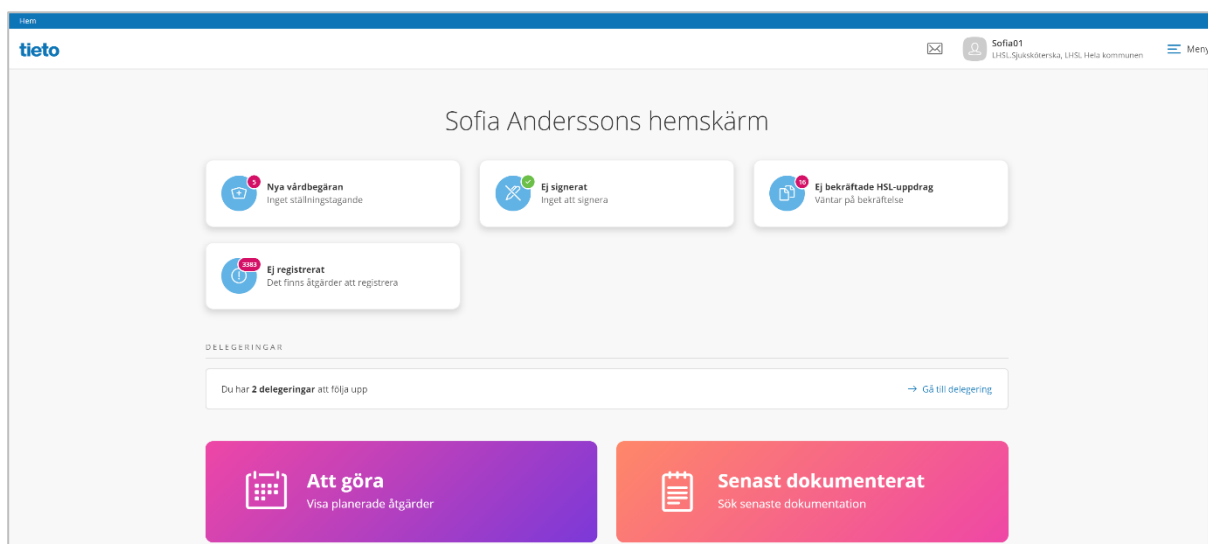 Hem
tieto
Sofia01
LHSL.Sjuksköterska, LHSL Hela kommunen
Meny
Sofia Anderssons hemskärm
5
Nya vårdbegäran
Inget ställningstagande
Ej signerat
Inget att signera
16
Ej bekräftade HSL-uppdrag
Väntar på bekräftelse
3383
Ej registrerat
Det finns åtgärder att registrera
DELEGERINGAR
Du har 2 delegeringar att följa upp
→ Gå till delegering
Att göra
Visa planerade åtgärder
Senast dokumenterat
Sök senaste dokumentation